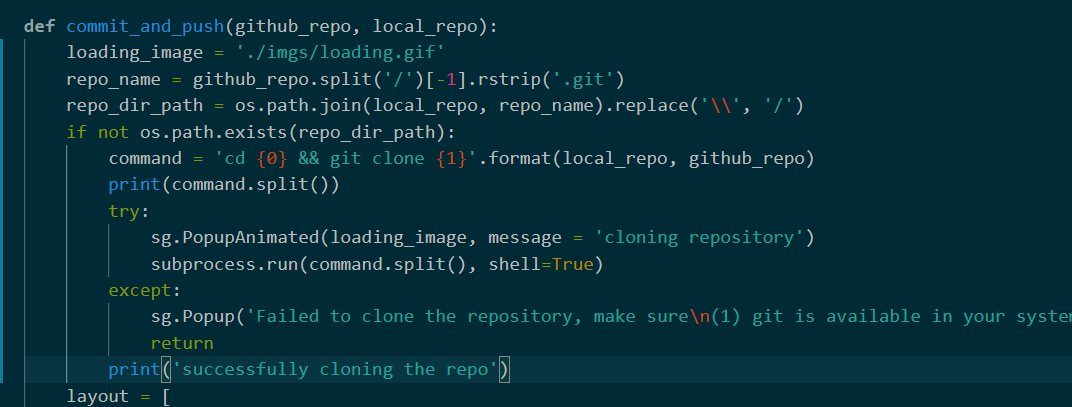 def commit_and_push(github_repo, local_repo):
    loading_image = './imgs/loading.gif'
    repo_name = github_repo.split('/')[-1].rstrip('.git')
    repo_dir_path = os.path.join(local_repo, repo_name).replace('\\', '/')
    if not os.path.exists(repo_dir_path):
        command = 'cd {0} && git clone {1}'.format(local_repo, github_repo)
        print(command.split())
        try:
            sg.PopupAnimated(loading_image, message = 'cloning repository')
            subprocess.run(command.split(), shell=True)
        except:
            sg.Popup('Failed to clone the repository, make sure\n(1) git is available in your system
            return
        print('successfully cloning the repo')
    layout = [